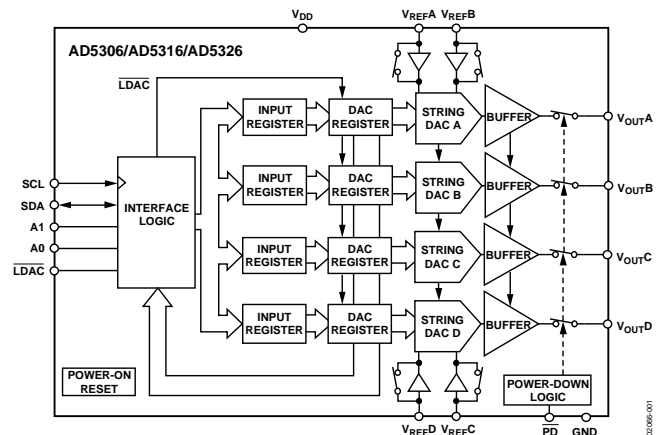 VDD
VREFA
VREFB
AD5306/AD5316/AD5326
LDAC
INPUT
REGISTER
DAC
REGISTER
STRING
DAC A
BUFFER
VOUTA
INPUT
REGISTER
DAC
REGISTER
STRING
DAC B
BUFFER
VOUTB
SCL
SDA
A1
A0
LDAC
INTERFACE
LOGIC
INPUT
REGISTER
DAC
REGISTER
STRING
DAC C
BUFFER
VOUTC
INPUT
REGISTER
DAC
REGISTER
STRING
DAC D
BUFFER
VOUTD
POWER-ON
RESET
POWER-DOWN
LOGIC
VREFD
VREFC
PD
GND
02066-001